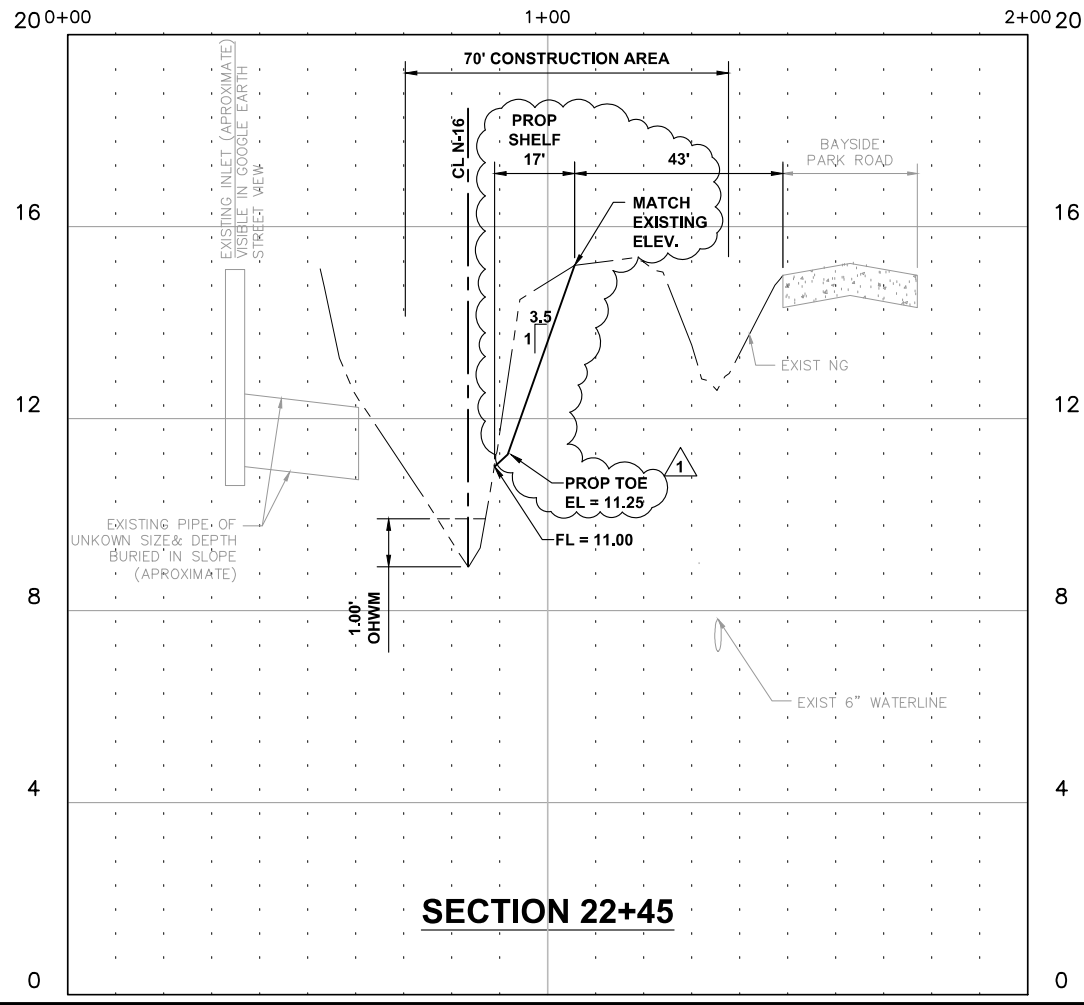 0+00
1+00
2+00
20
20
70' CONSTRUCTION AREA
EXISTING INLET (APROXIMATE)
VISIBLE IN GOOGLE EARTH
STREET VIEW
CL N-16
PROP
SHELF
17'
43'
BAYSIDE
PARK ROAD
16
16
MATCH
EXISTING
ELEV.
3.5
1
EXIST NG
12
12
1
PROP TOE
EL = 11.25
FL = 11.00
EXISTING PIPE OF
UNKOWN SIZE& DEPTH
BURIED IN SLOPE
(APROXIMATE)
1.00'
OHWM
8
8
EXIST 6" WATERLINE
4
4
SECTION 22+45
0
0